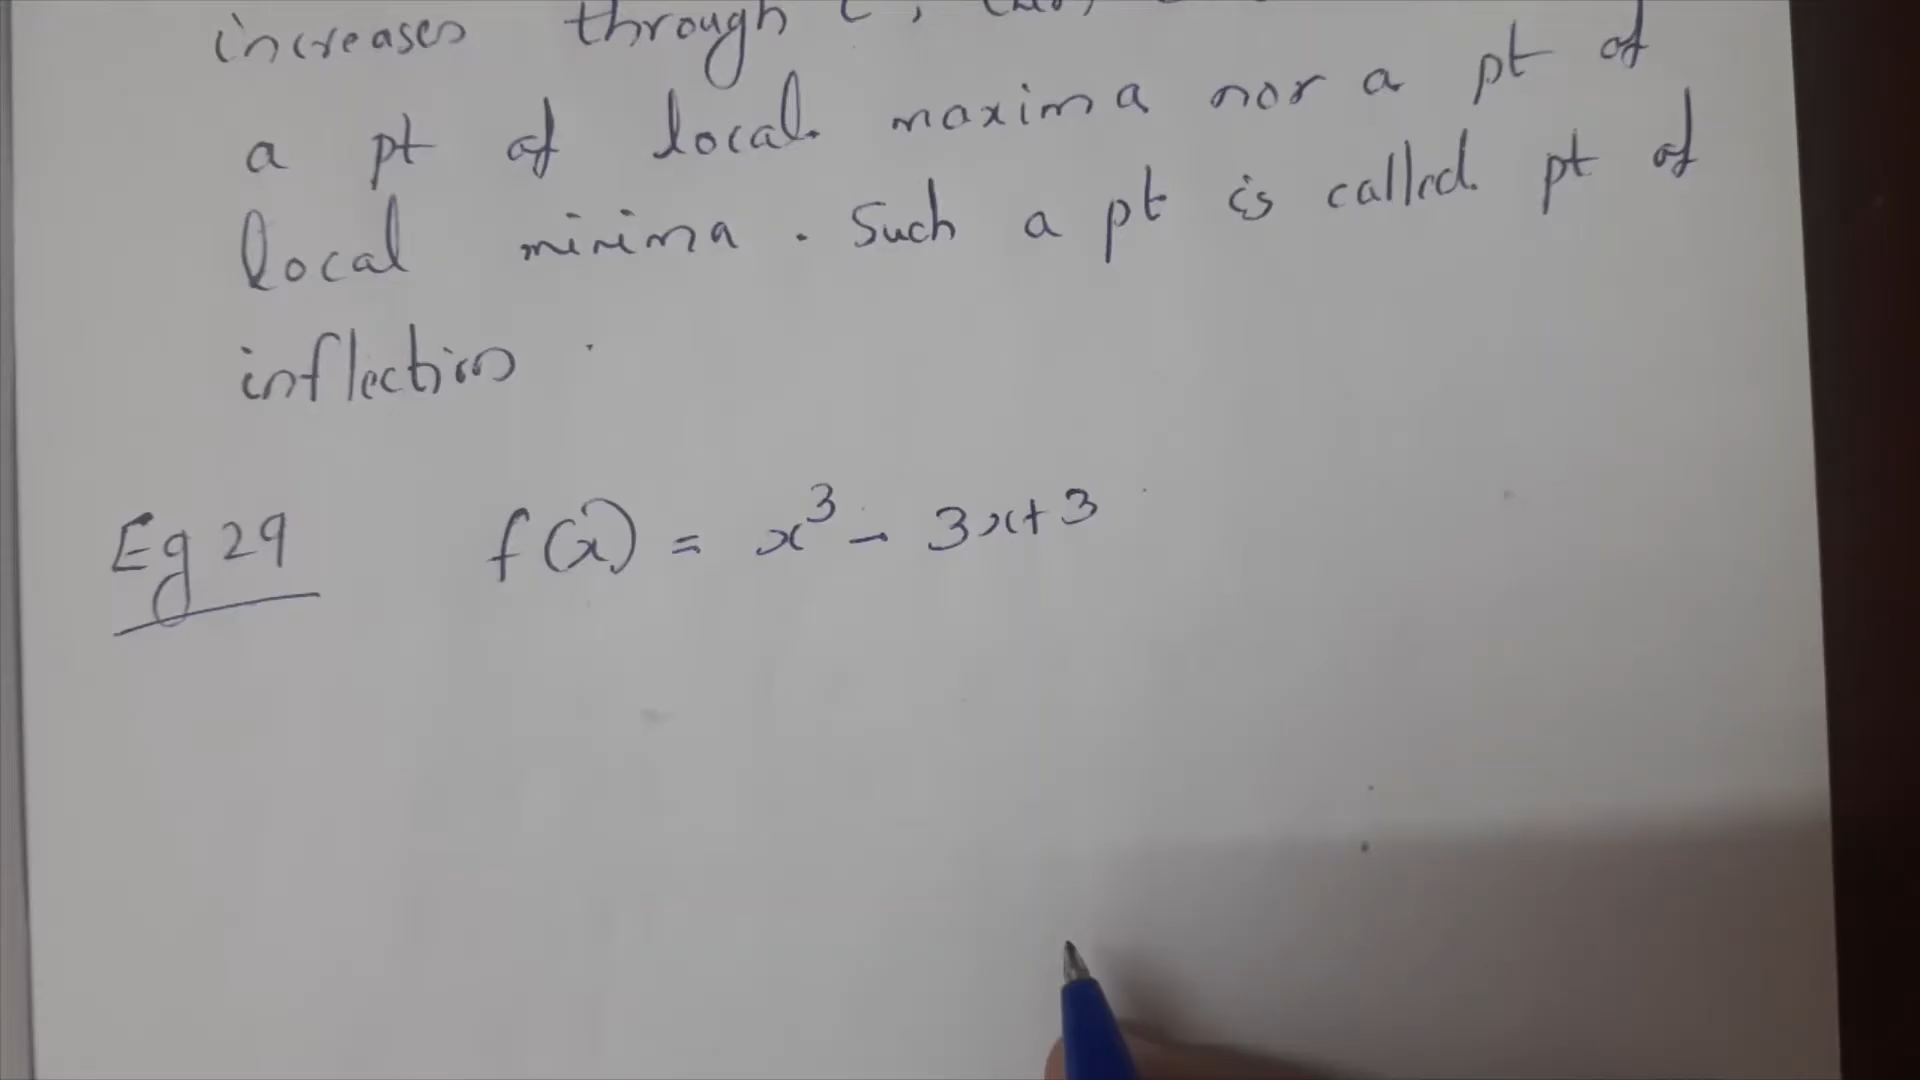 increases through c,
a pt of local maxima nor a pt of
local minima. Such a pt is called pt of
inflection.
Eg 29 f(x) = x³ - 3x+3